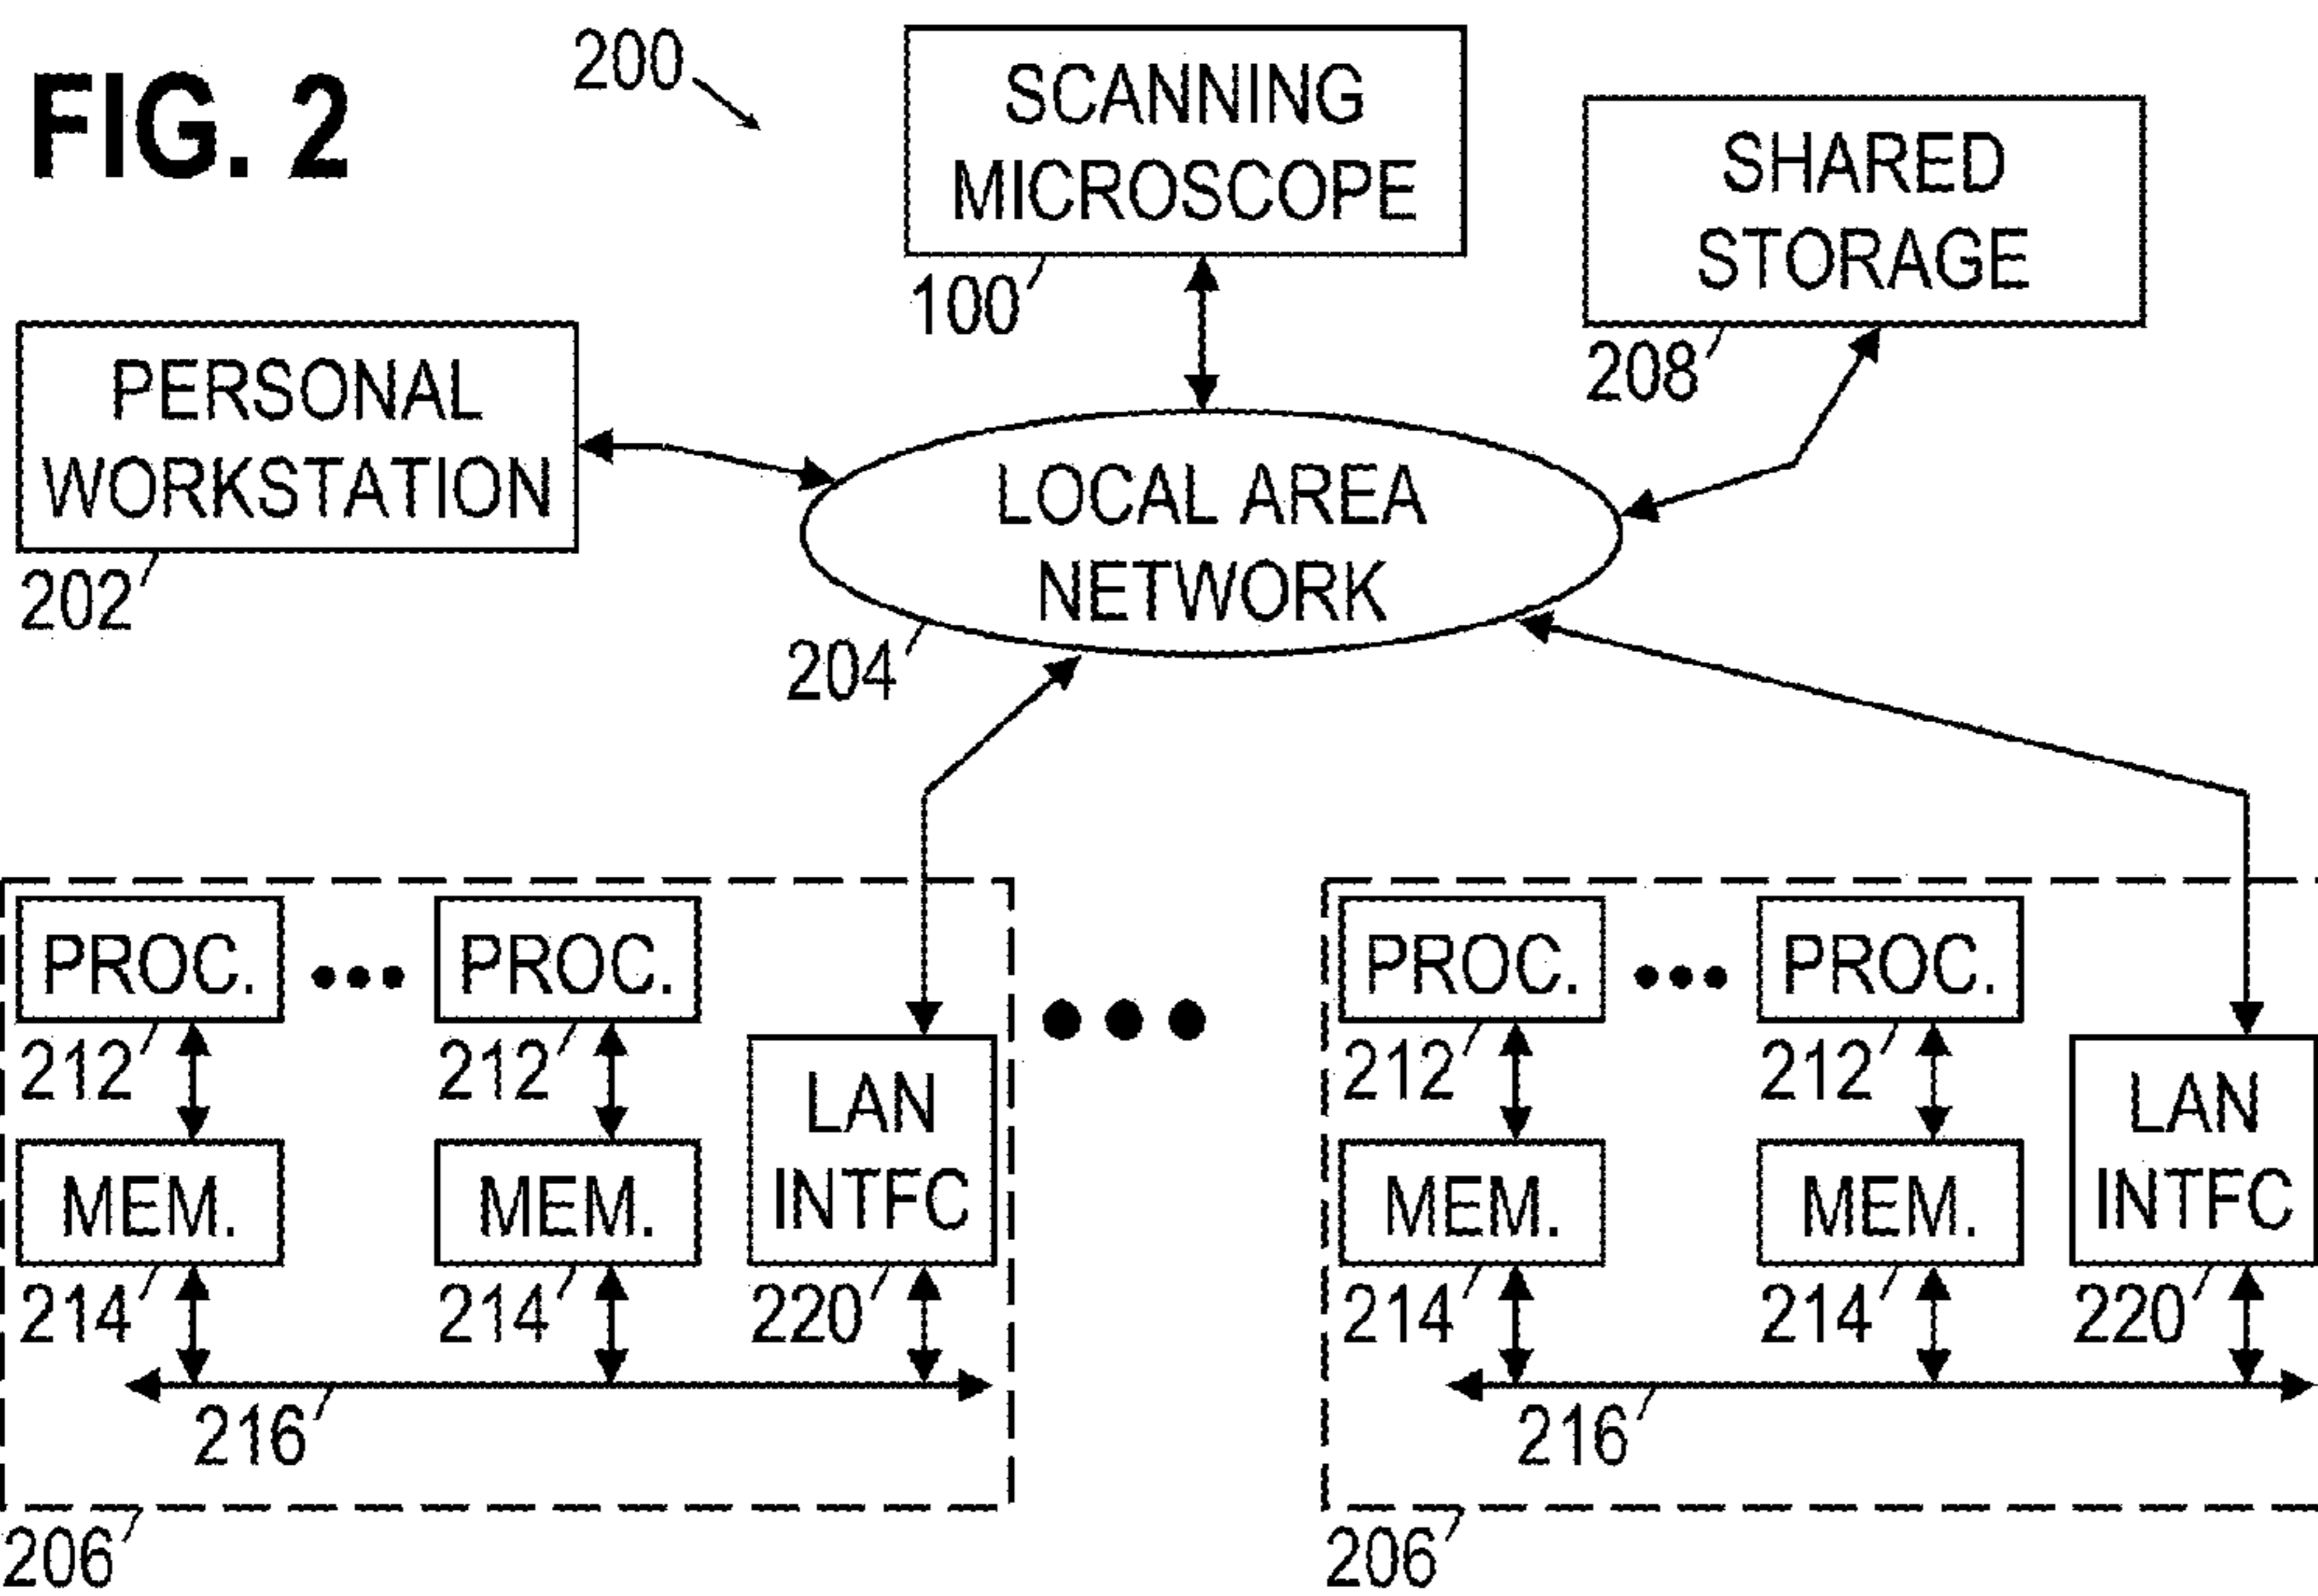 FIG. 2
200
SCANNING
MICROSCOPE
100
SHARED
STORAGE
208
PERSONAL
WORKSTATION
202
LOCAL AREA
NETWORK
204
PROC.
212
PROC.
212
MEM.
214
MEM.
214
LAN
INTFC
220
216
206
PROC.
212
PROC.
212
MEM.
214
MEM.
214
LAN
INTFC
220
216
206